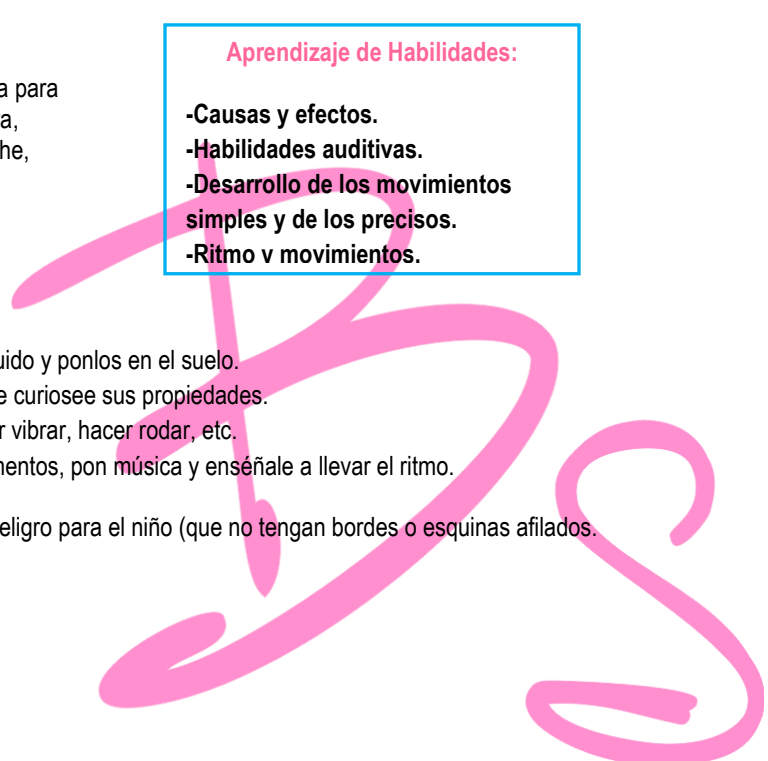 Aprendizaje de Habilidades:
a para
a,
he,
-Causas y efectos.
-Habilidades auditivas.
-Desarrollo de los movimientos
simples y de los precisos.
-Ritmo y movimientos.
uido y ponlos en el suelo.
e curiosee sus propiedades.
r vibrar, hacer rodar, etc.
mentos, pon música y enséñale a llevar el ritmo.
eligro para el niño (que no tengan bordes o esquinas afilados.
BS